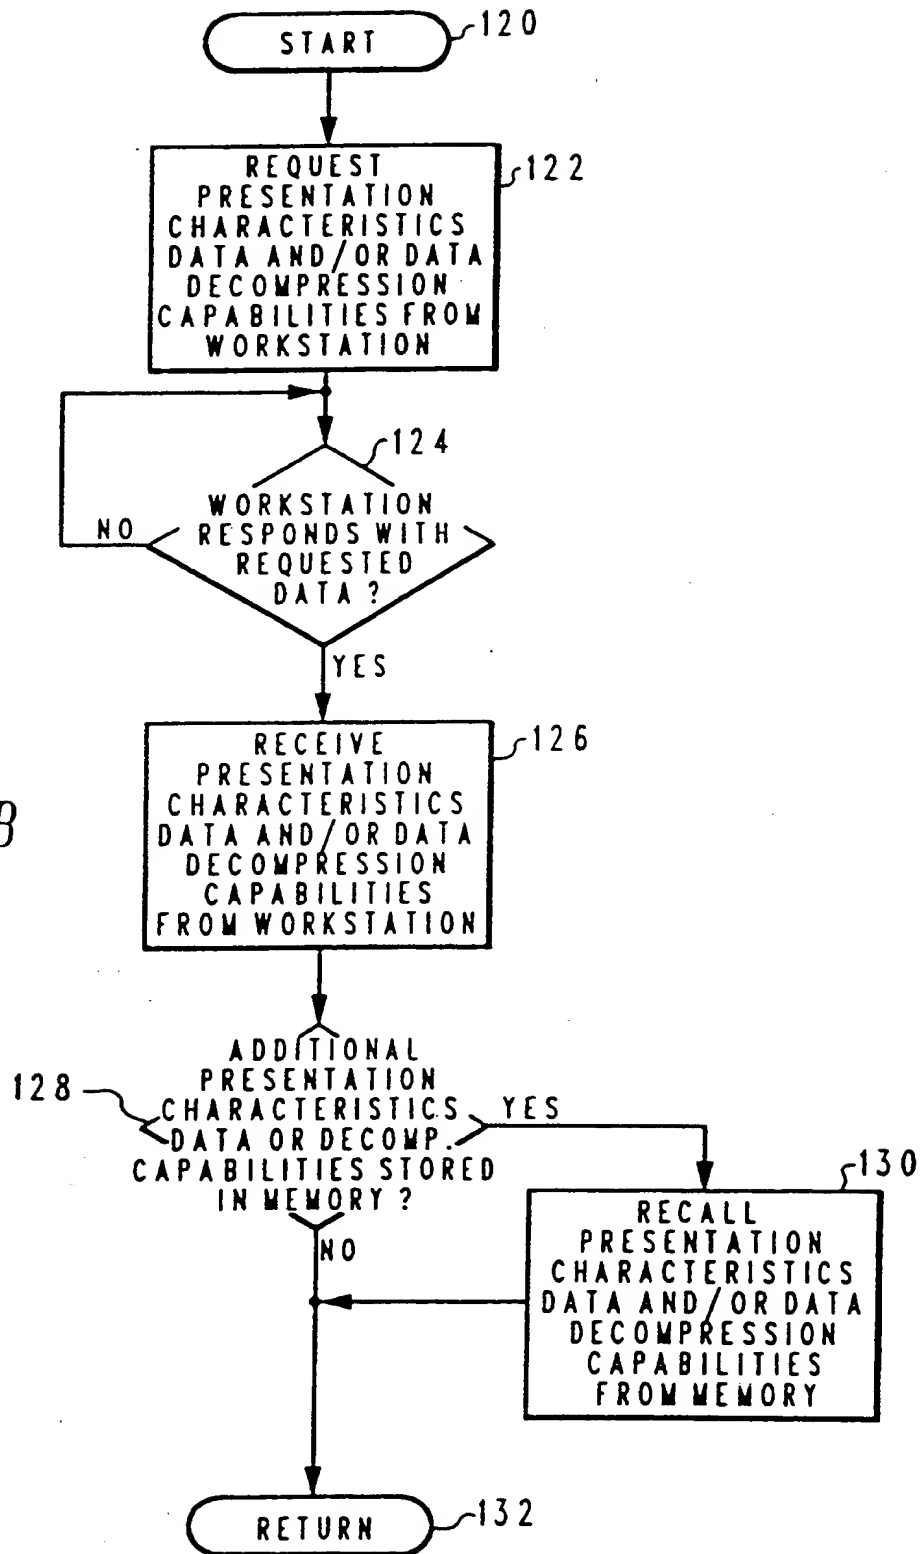 START
120
REQUEST
PRESENTATION
CHARACTERISTICS
DATA AND/OR DATA
DECOMPRESSION
CAPABILITIES FROM
WORKSTATION
122
124
WORKSTATION
RESPONDS WITH
REQUESTED
DATA ?
NO
YES
RECEIVE
PRESENTATION
CHARACTERISTICS
DATA AND/OR DATA
DECOMPRESSION
CAPABILITIES
FROM WORKSTATION
126
B
ADDITIONAL
PRESENTATION
CHARACTERISTICS
DATA OR DECOMP.
CAPABILITIES STORED
IN MEMORY ?
128
YES
NO
130
RECALL
PRESENTATION
CHARACTERISTICS
DATA AND/OR DATA
DECOMPRESSION
CAPABILITIES
FROM MEMORY
RETURN
132